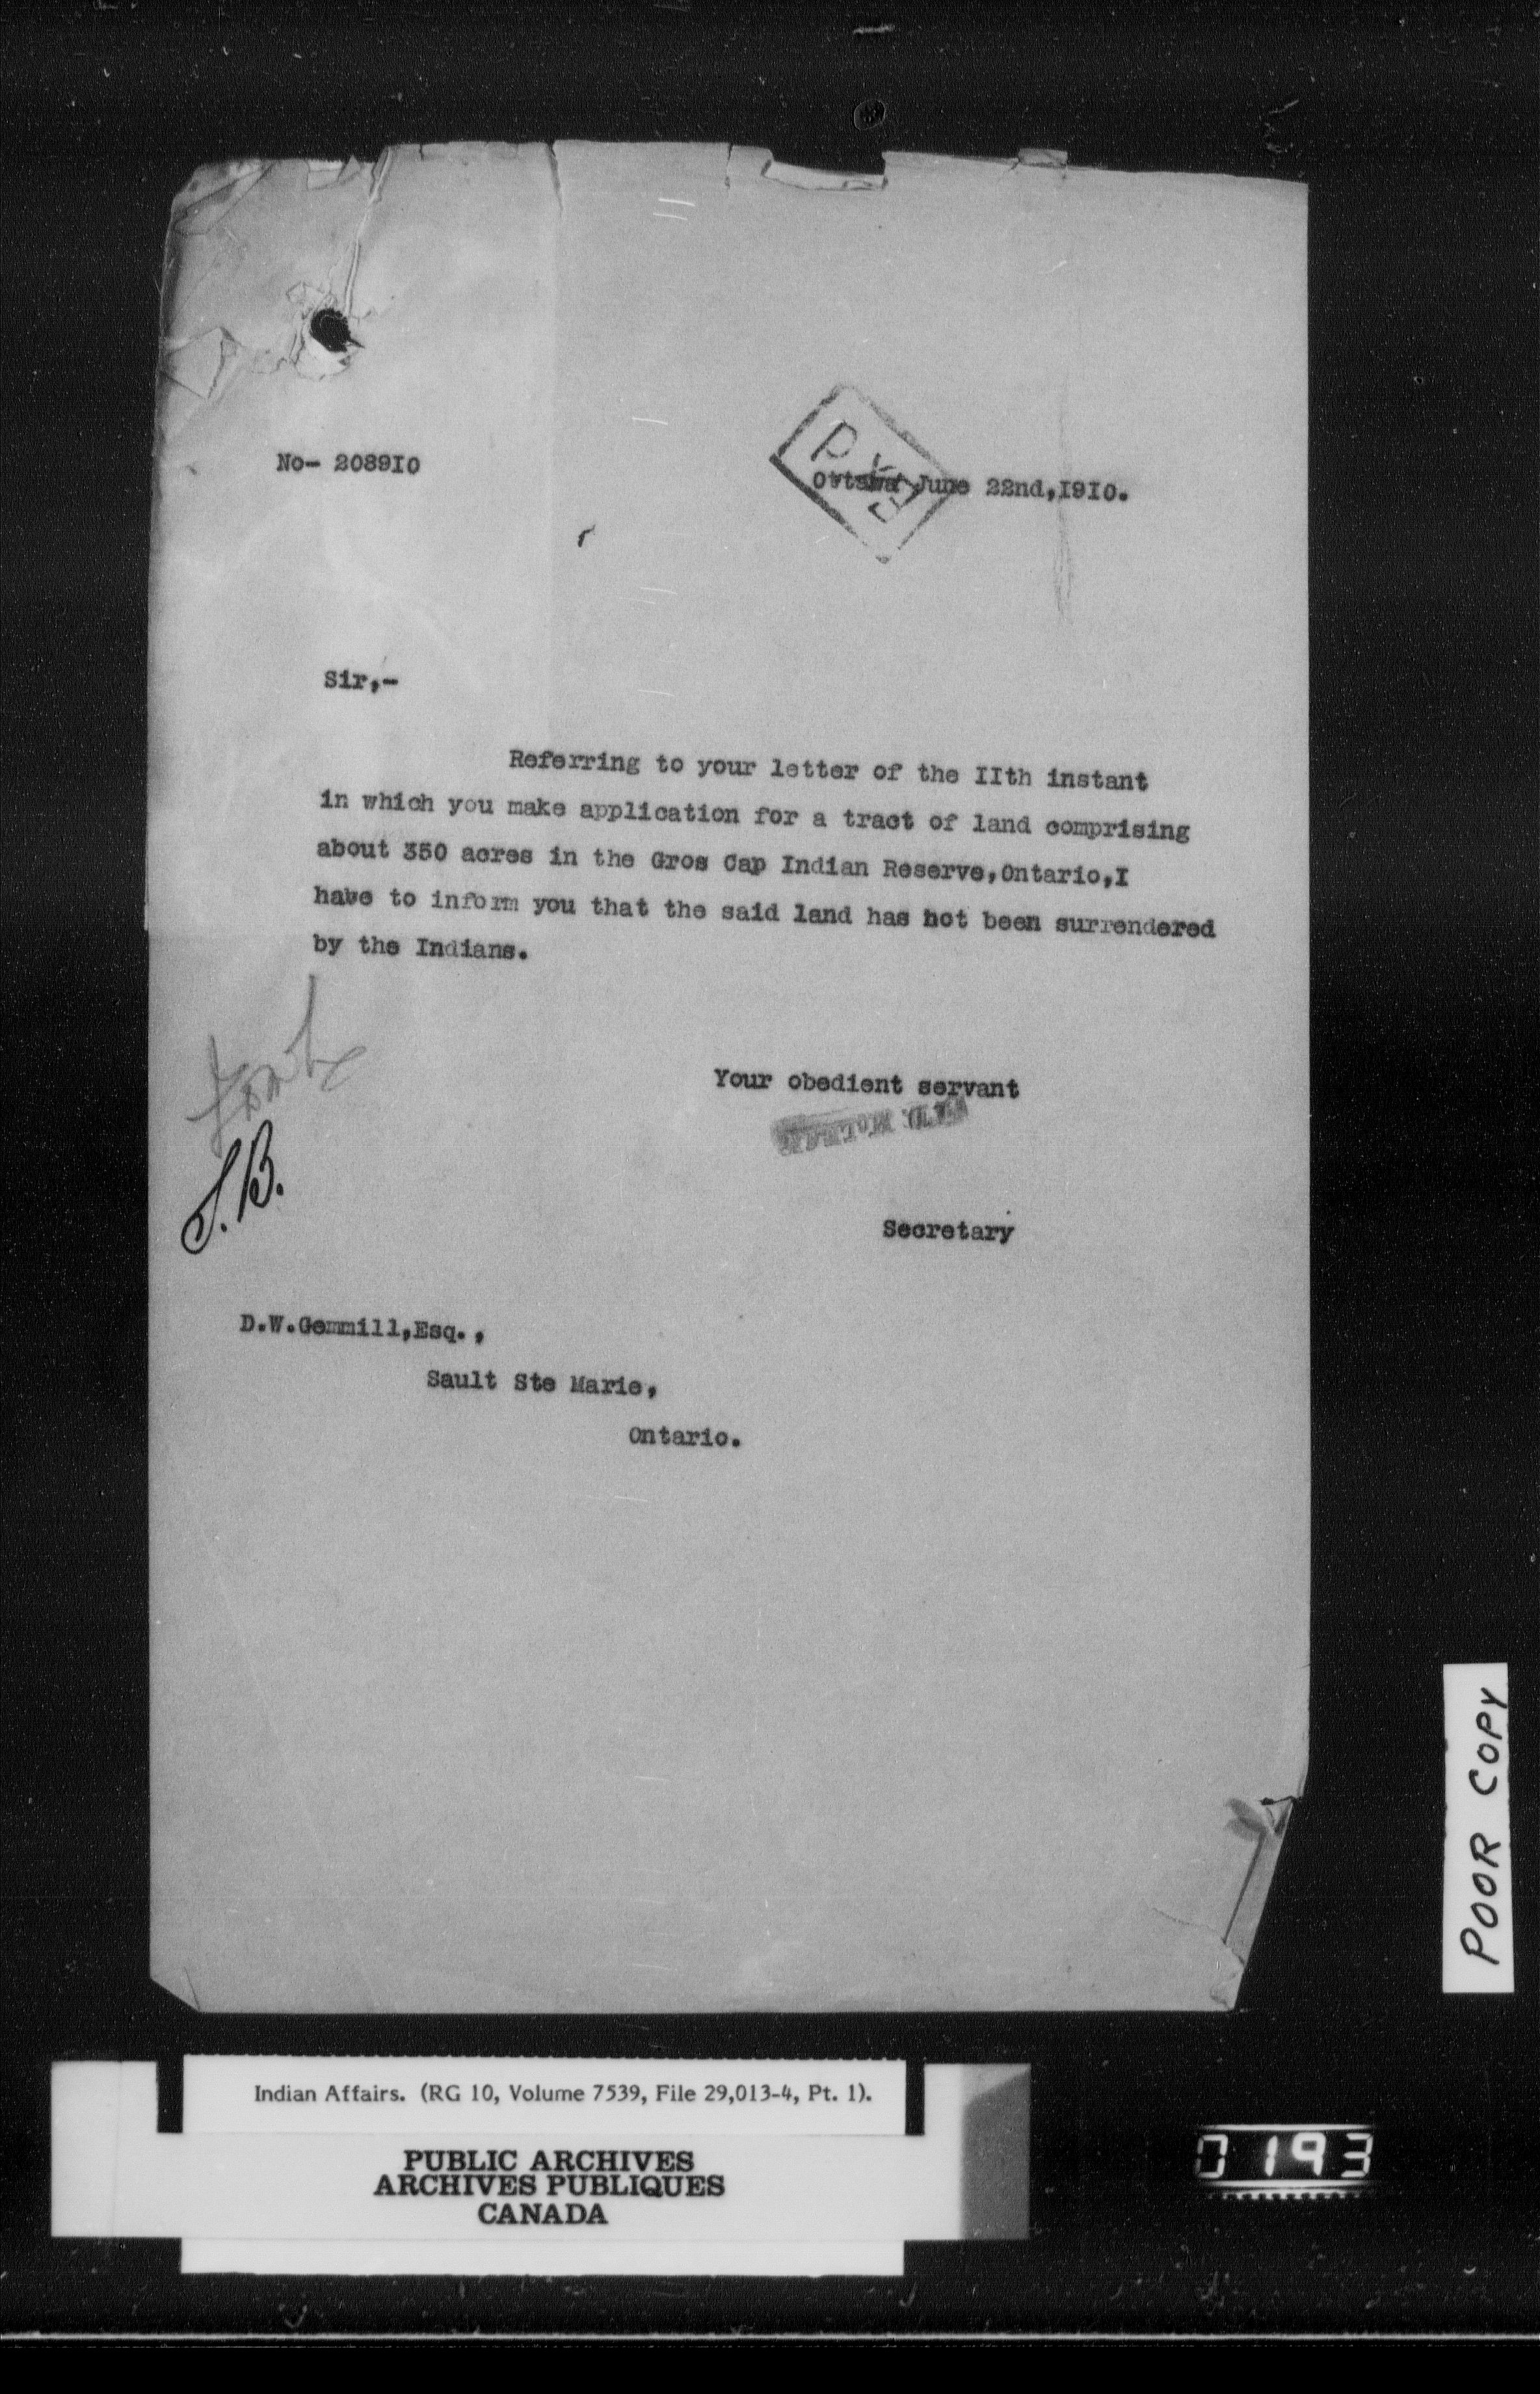 No- 208910
Ottawa June 22nd,I9I0.
Sir,-
Referring to your letter of the IIth instant
in which you make application for a tract of land comprising
about 350 acres in the Gros Cap Indian Reserve,Ontario,I
have to inform you that the said land has not been surrendered
by the Indians.
Your obedient servant
J. D. McLEAN
Secretary
S.B.
D.W.Gemmill,Esq.,
Sault Ste Marie,
Ontario.
POOR COPY
Indian Affairs. (RG 10, Volume 7539, File 29,013-4, Pt. 1).
PUBLIC ARCHIVES
ARCHIVES PUBLIQUES
CANADA
0193